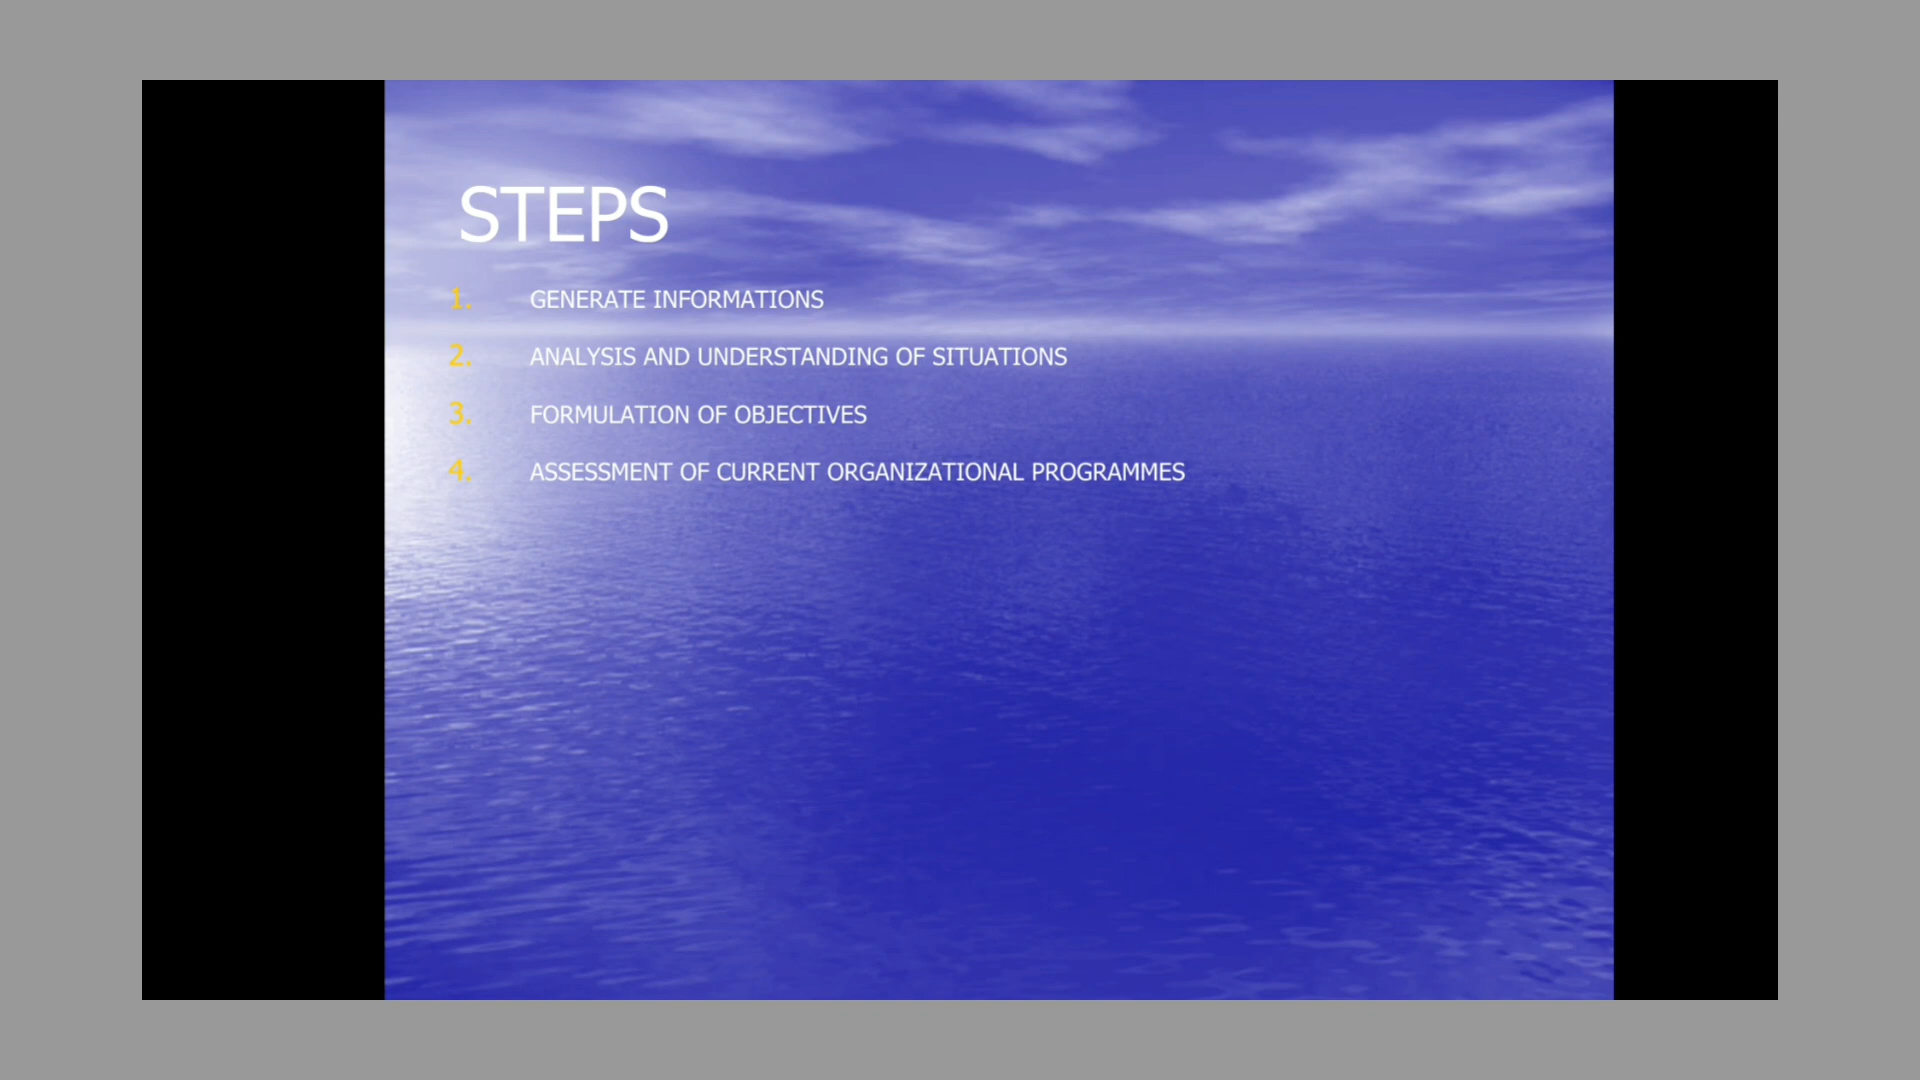 STEPS
1. GENERATE INFORMATIONS
2. ANALYSIS AND UNDERSTANDING OF SITUATIONS
3. FORMULATION OF OBJECTIVES
4. ASSESSMENT OF CURRENT ORGANIZATIONAL PROGRAMMES